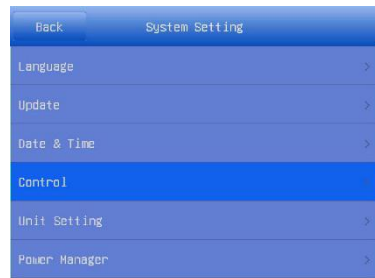 Back
System Setting
Language
Update
Date & Time
Control
Unit Setting
Power Manager